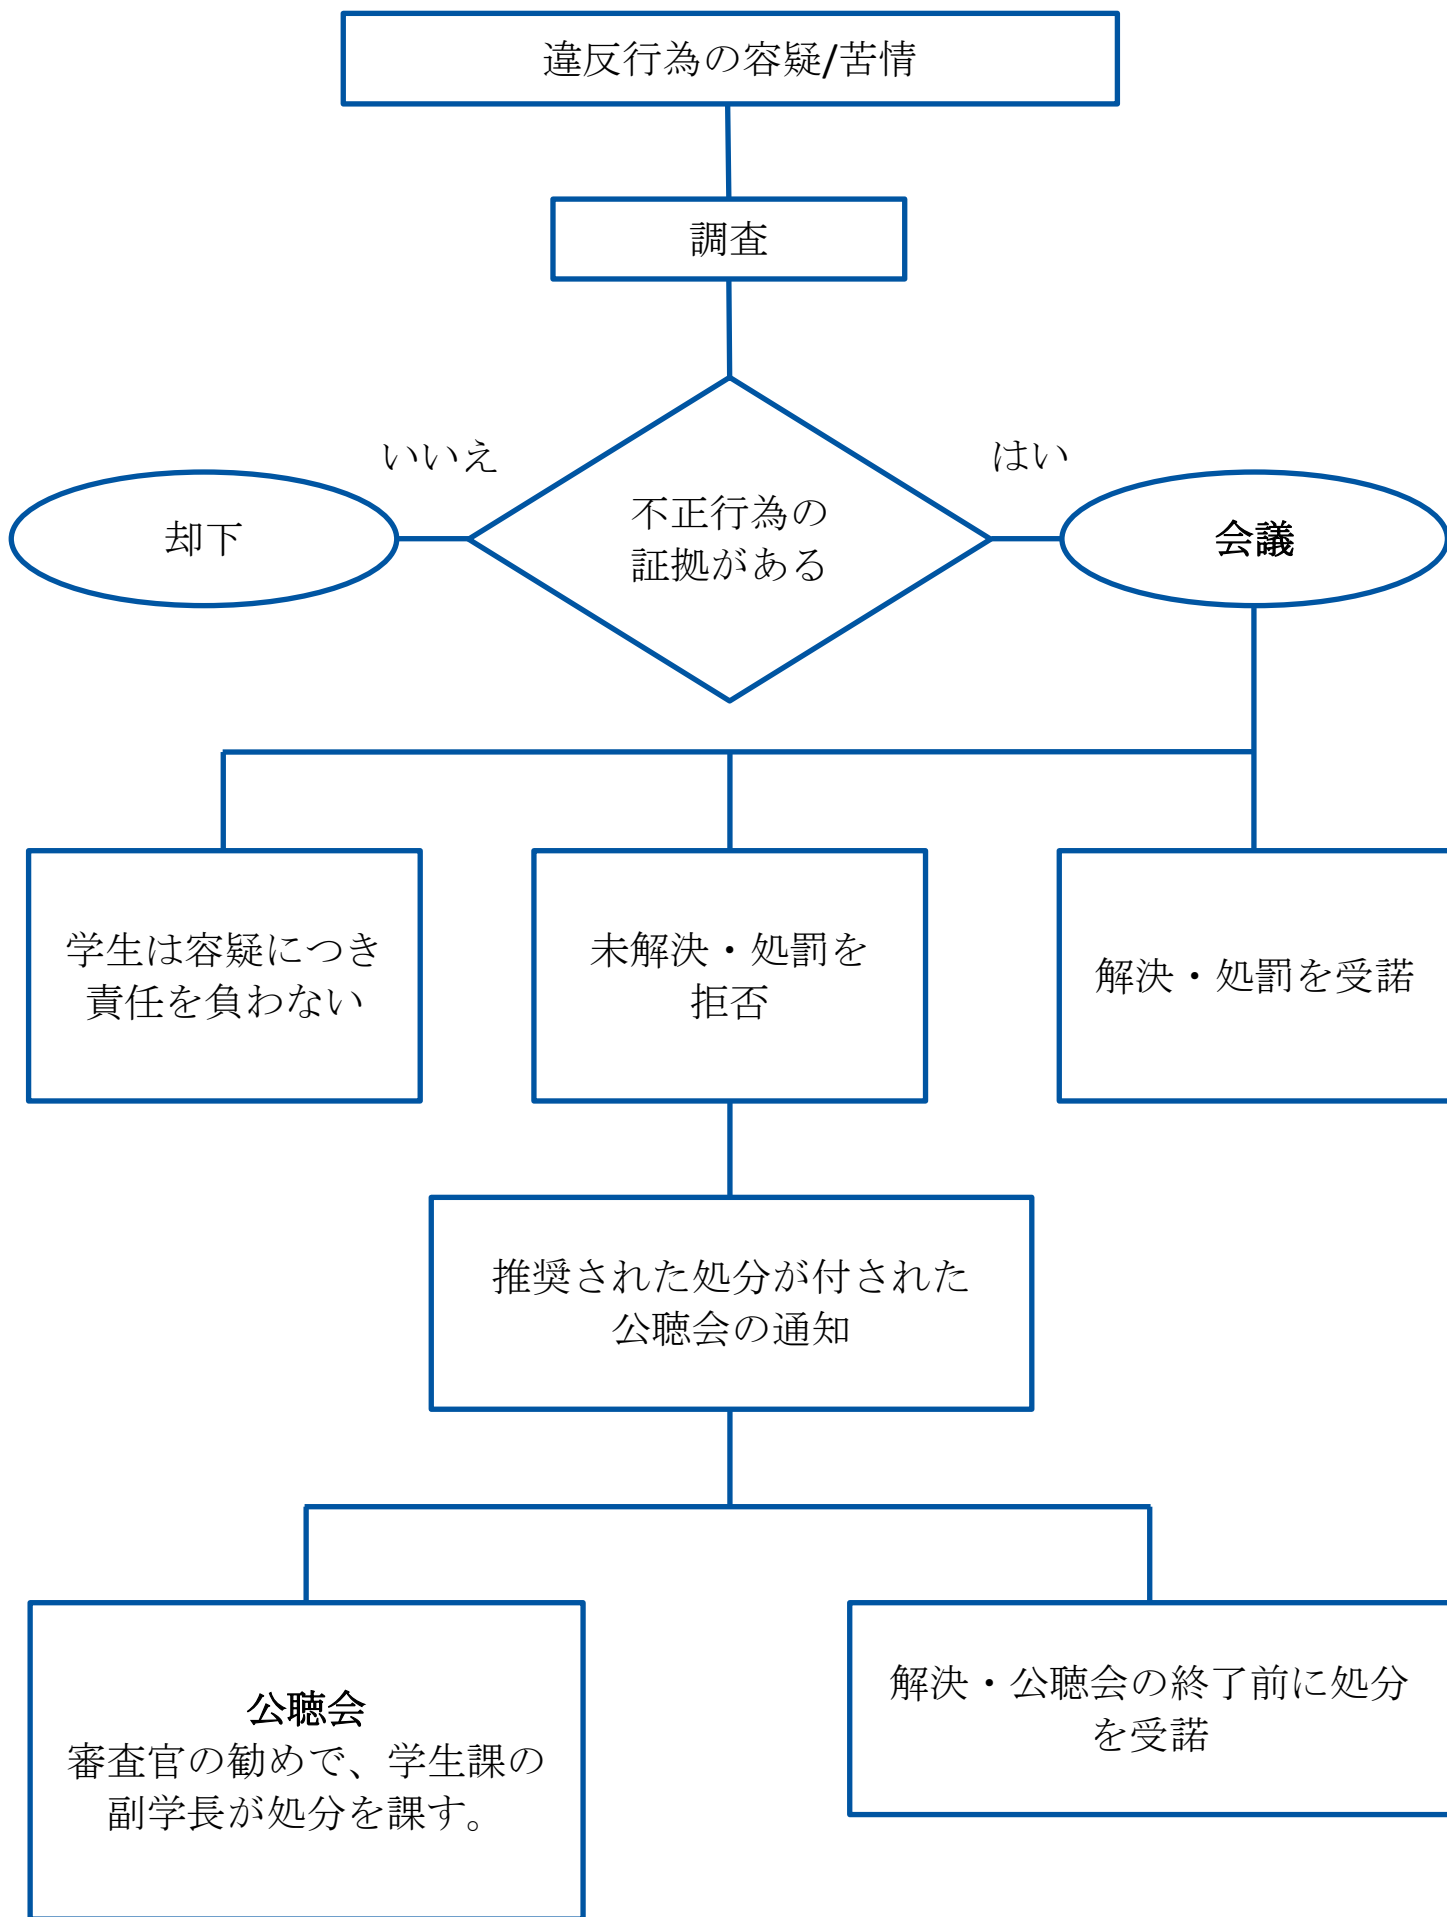 違反行為の容疑/苦情
調査
いいえ
はい
却下
不正行為の
証拠がある
会議
学生は容疑につき
責任を負わない
未解決・処罰を
拒否
解決・処罰を受諾
推奨された処分が付された
公聴会の通知
公聴会
審査官の勧めで、学生課の
副学長が処分を課す。
解決・公聴会の終了前に処分
を受諾